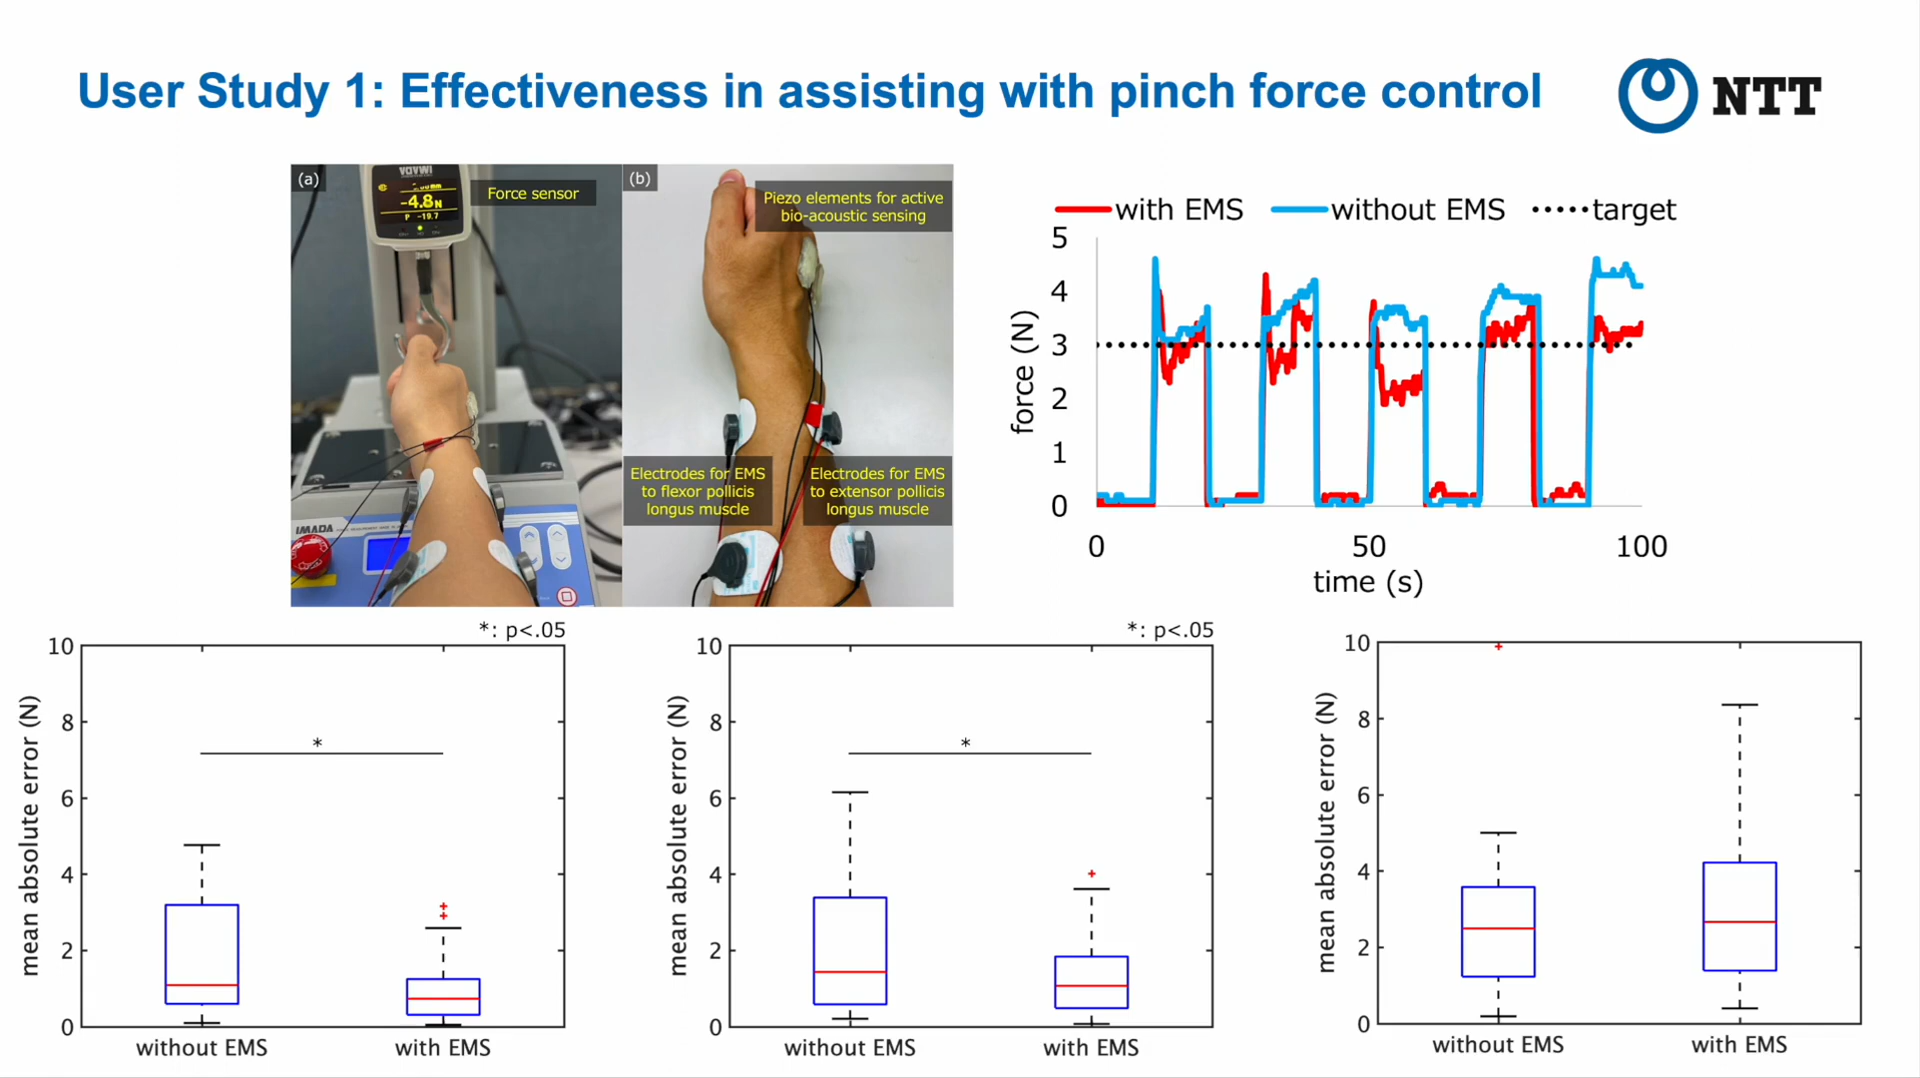 User Study 1: Effectiveness in assisting with pinch force control
NTT
(a)
Force sensor
-4.8N
P -19.7
IMADA
(b)
Piezo elements for active
bio-acoustic sensing
Electrodes for EMS
to flexor pollicis
longus muscle
Electrodes for EMS
to extensor pollicis
longus muscle
with EMS without EMS target
5
4
3
2
1
0
force (N)
0 50 100
time (s)
*: p<.05
10
8
6
4
2
0
mean absolute error (N)
*
without EMS with EMS
*: p<.05
10
8
6
4
2
0
mean absolute error (N)
*
without EMS with EMS
10
8
6
4
2
0
mean absolute error (N)
without EMS with EMS